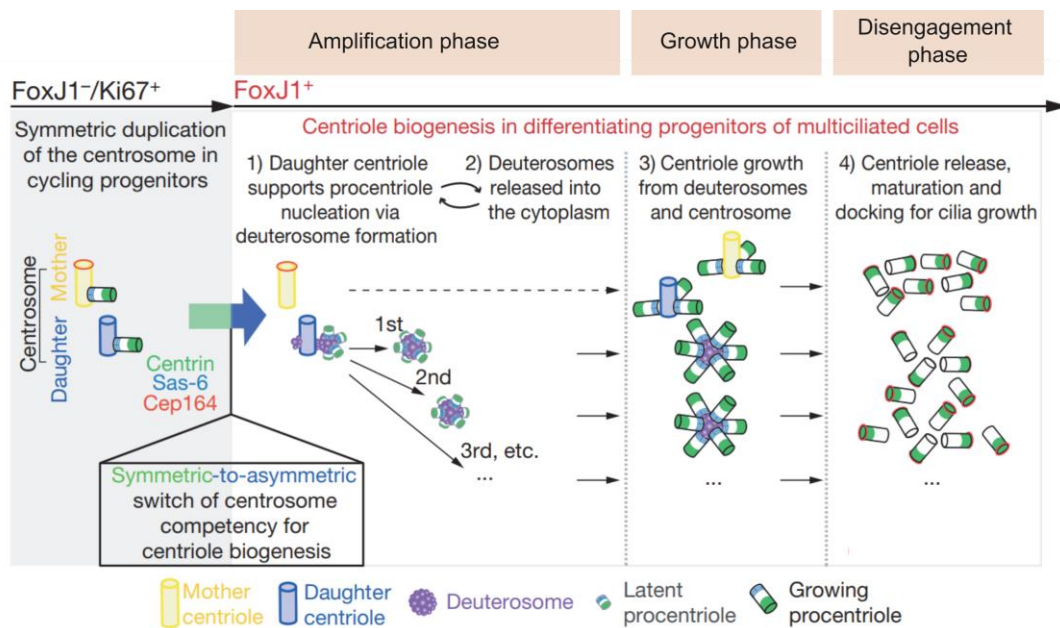 Amplification phase
Growth phase
Disengagement
phase
FoxJ1⁻/Ki67⁺
FoxJ1⁺
Symmetric duplication
of the centrosome in
cycling progenitors
Centriole biogenesis in differentiating progenitors of multiciliated cells
1) Daughter centriole
supports procentriole
nucleation via
deuterosome formation
2) Deuterosomes
released into
the cytoplasm
3) Centriole growth
from deuterosomes
and centrosome
4) Centriole release,
maturation and
docking for cilia growth
Centrosome
Mother
Daughter
Centrin
Sas-6
Cep164
1st
2nd
3rd, etc.
...
...
...
Symmetric-to-asymmetric
switch of centrosome
competency for
centriole biogenesis
Mother
centriole
Daughter
centriole
Deuterosome
Latent
procentriole
Growing
procentriole